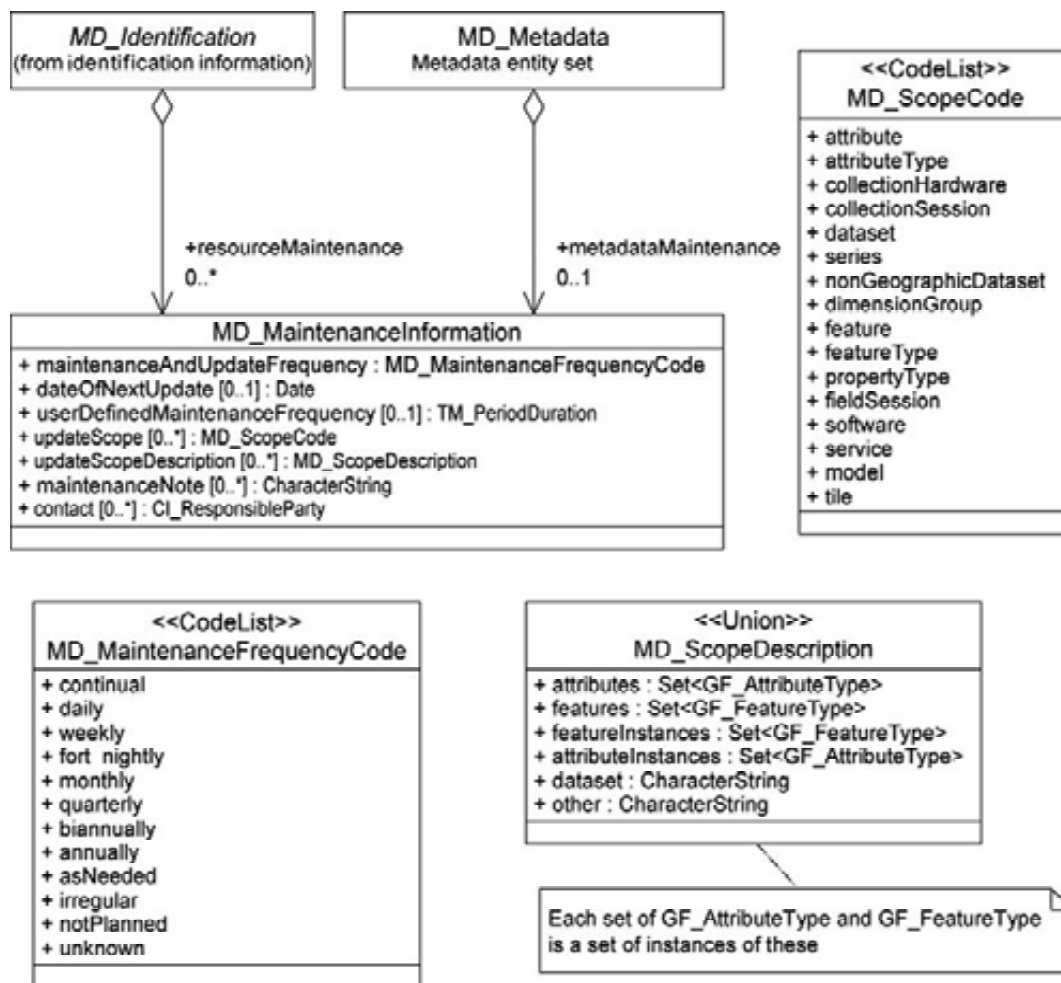 MD_Identification
(from identification information)
MD_Metadata
Metadata entity set
<<CodeList>>
MD_ScopeCode
+ attribute
+ attributeType
+ collectionHardware
+ collectionSession
+ dataset
+ series
+ nonGeographicDataset
+ dimensionGroup
+ feature
+ featureType
+ propertyType
+ fieldSession
+ software
+ service
+ model
+ tile
+resourceMaintenance
0..*
+metadataMaintenance
0..1
MD_MaintenanceInformation
+ maintenanceAndUpdateFrequency : MD_MaintenanceFrequencyCode
+ dateOfNextUpdate [0..1] : Date
+ userDefinedMaintenanceFrequency [0..1] : TM_PeriodDuration
+ updateScope [0..*] : MD_ScopeCode
+ updateScopeDescription [0..*] : MD_ScopeDescription
+ maintenanceNote [0..*] : CharacterString
+ contact [0..*] : CI_ResponsibleParty
<<CodeList>>
MD_MaintenanceFrequencyCode
+ continual
+ daily
+ weekly
+ fort nightly
+ monthly
+ quarterly
+ biannually
+ annually
+ asNeeded
+ irregular
+ notPlanned
+ unknown
<<Union>>
MD_ScopeDescription
+ attributes : Set<GF_AttributeType>
+ features : Set<GF_FeatureType>
+ featureInstances : Set<GF_FeatureType>
+ attributeInstances : Set<GF_AttributeType>
+ dataset : CharacterString
+ other : CharacterString
Each set of GF_AttributeType and GF_FeatureType
is a set of instances of these